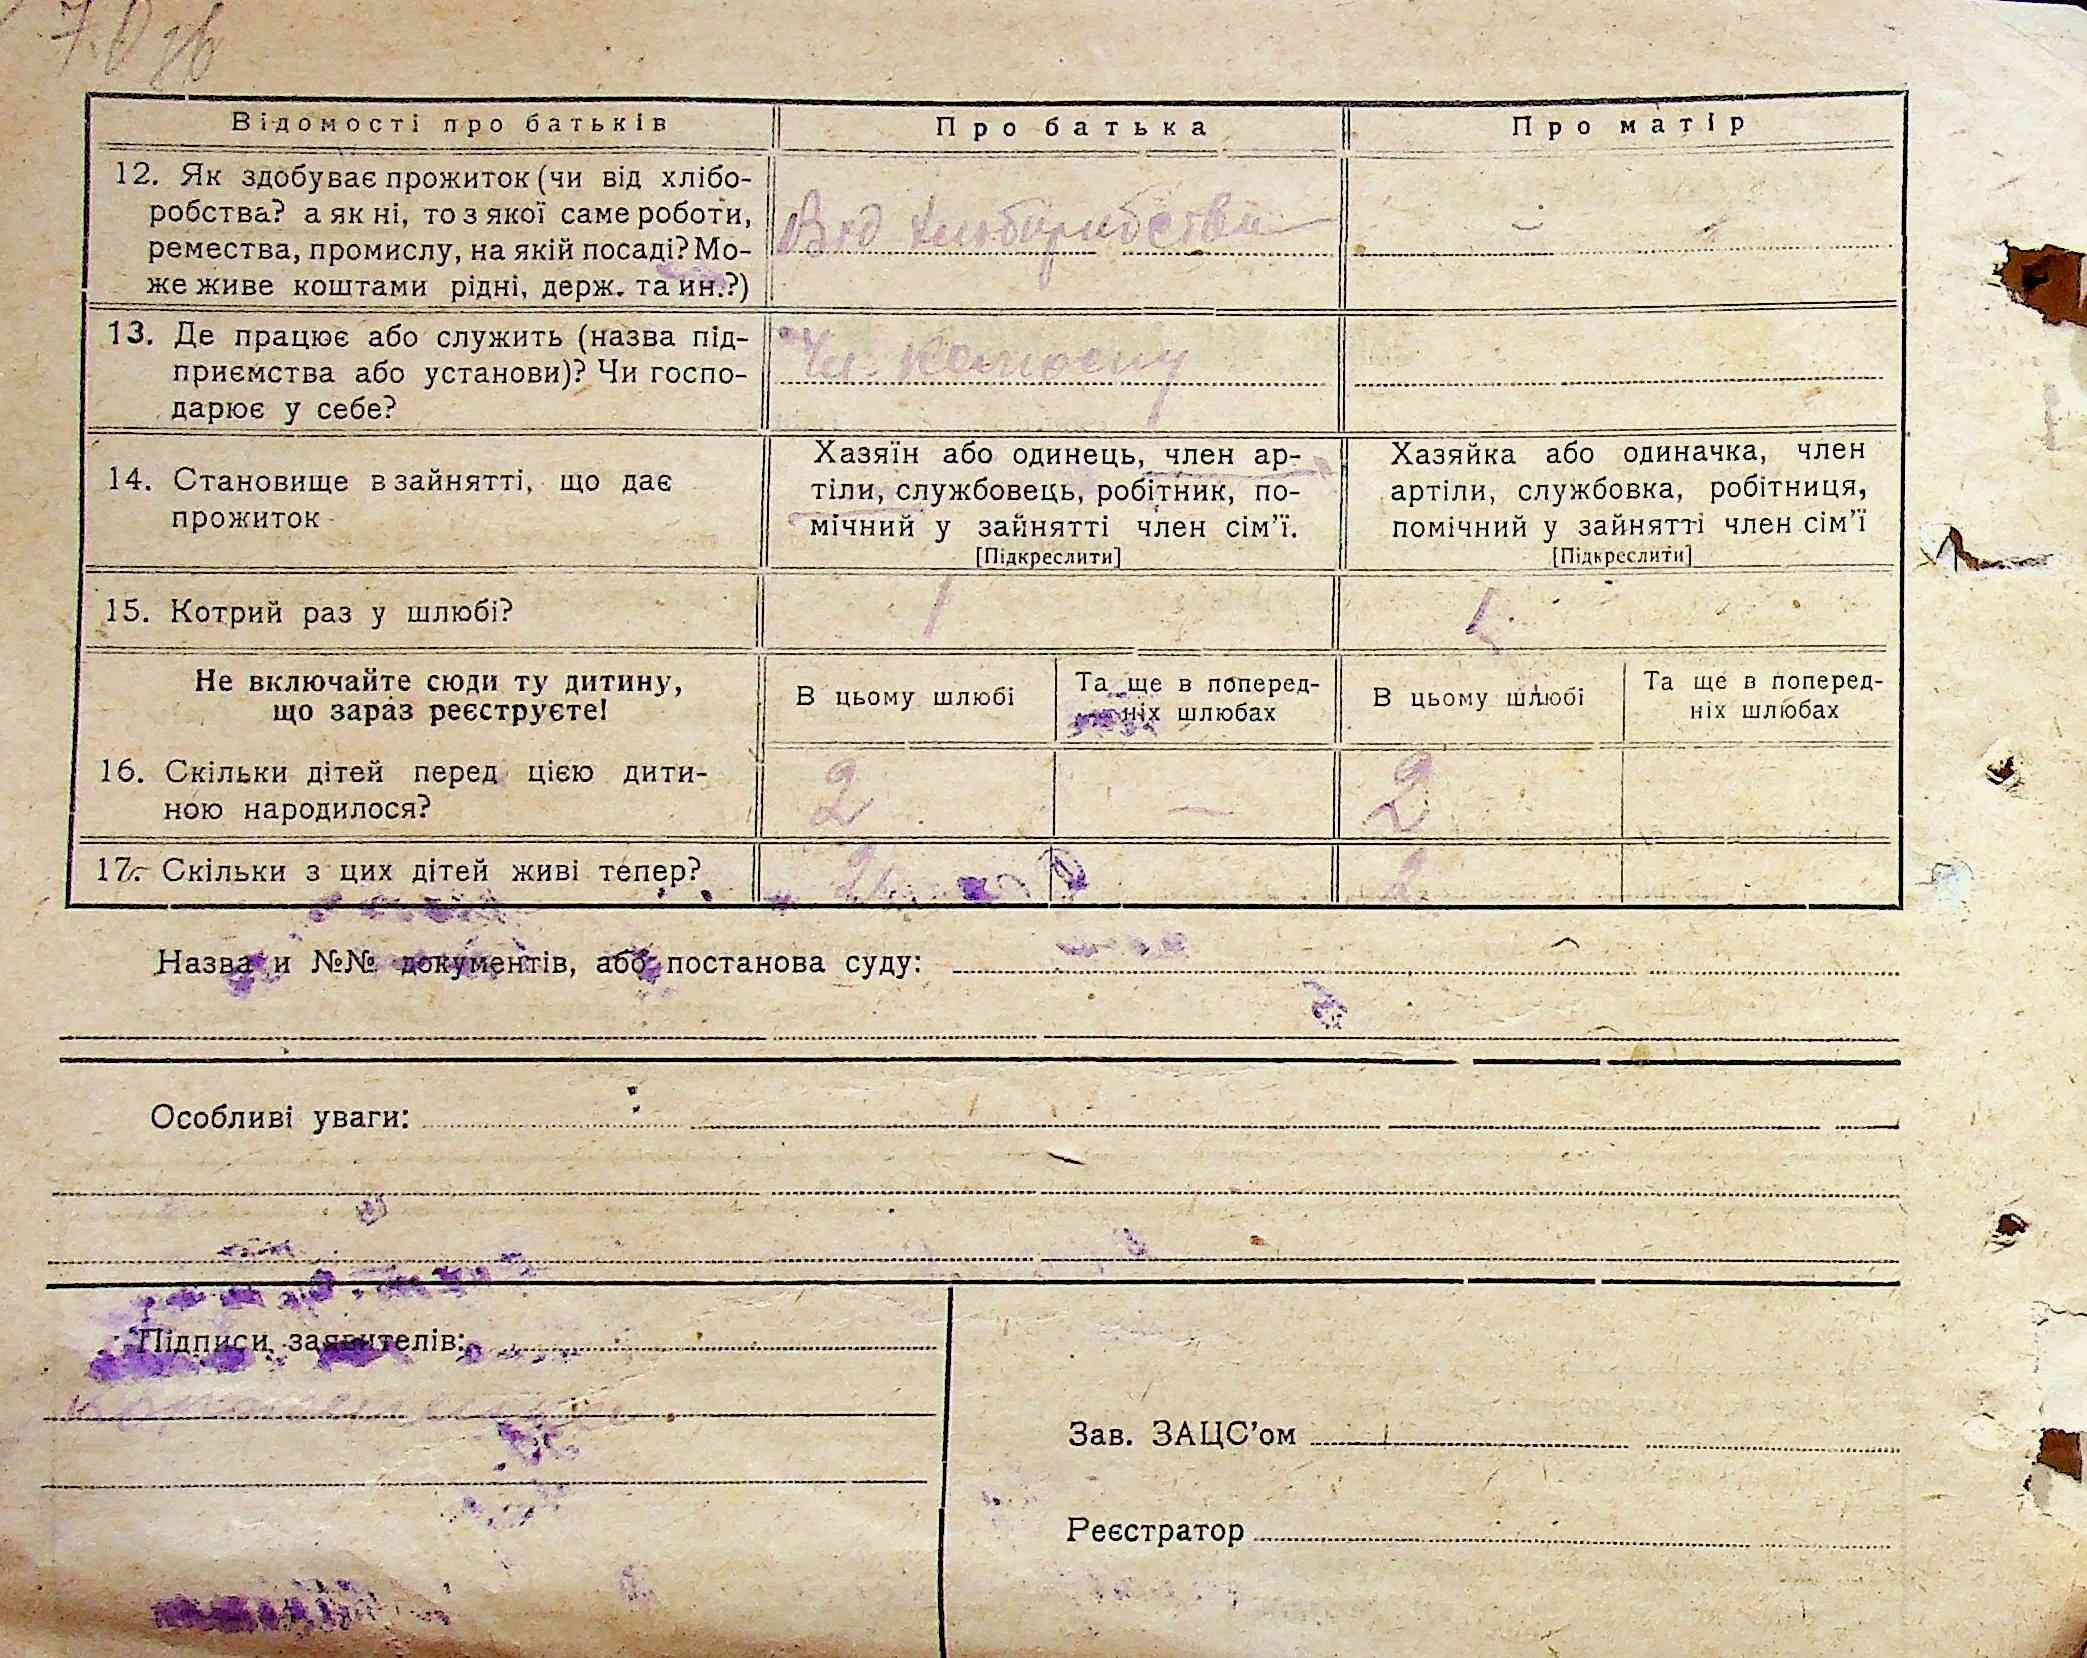 Відомості про батьків Про батька Про матір
12. Як здобуває прожиток (чи від хлібо-
робства? а як ні, то з якої саме роботи,
ремества, промислу, на якій посаді? Мо-
же живе коштами рідні, держ. та ин.?)
Від хліборобства
13. Де працює або служить (назва під-
приємства або установи)? Чи госпо-
дарює у себе?
Чл.
14. Становище в зайнятті, що дає
прожиток
Хазяїн або одинець, член ар-
тіли, службовець, робітник, по-
мічний у зайнятті член сім'ї.
[Підкреслити]
Хазяйка або одиначка, член
артіли, службовка, робітниця,
помічний у зайнятті член сім'ї
[Підкреслити]
15. Котрий раз у шлюбі? 1 1
Не включайте сюди ту дитину,
що зараз реєструєте!
В цьому шлюбі
Та ще в поперед-
ніх шлюбах
В цьому шлюбі
Та ще в поперед-
ніх шлюбах
16. Скільки дітей перед цією дити-
ною народилося?
2 — 2
17. Скільки з цих дітей живі тепер? 2 2
Назва и №№ документів, або постанова суду:
Особливі уваги:
Підписи заявителів:
Зав. ЗАЦС'ом
Реєстратор